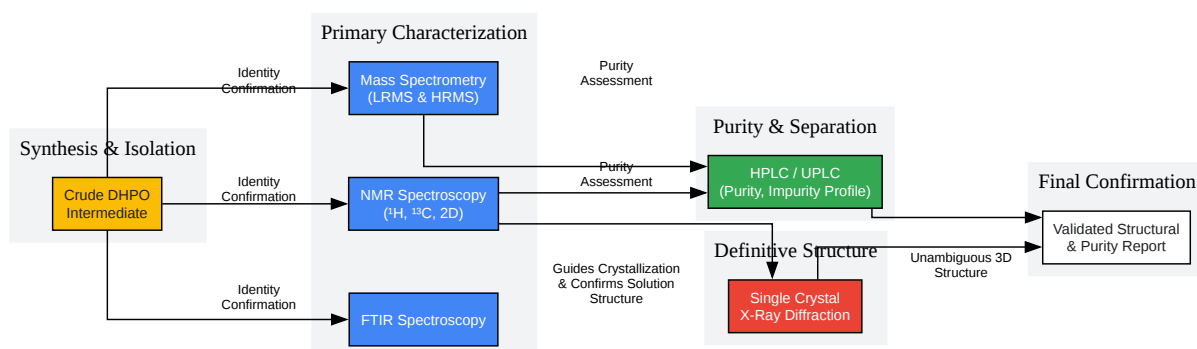 Primary Characterization
Identity
Confirmation
Mass Spectrometry
(LRMS & HRMS)
Purity
Assessment
Synthesis & Isolation
Crude DHPO
Intermediate
Identity
Confirmation
NMR Spectroscopy
(¹H, ¹³C, 2D)
Purity
Assessment
Purity & Separation
HPLC / UPLC
(Purity, Impurity Profile)
Final Confirmation
Validated Structural
& Purity Report
Definitive Structure
Unambiguous 3D
Structure
Guides Crystallization
& Confirms Solution
Structure
Single Crystal
X-Ray Diffraction
Identity
Confirmation
FTIR Spectroscopy